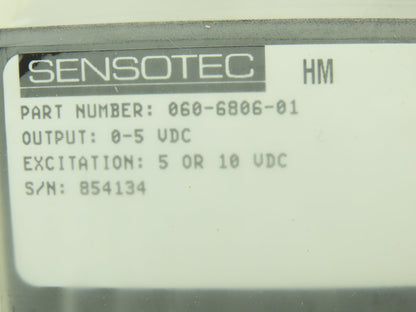 SENSOTEC HM
PART NUMBER: 060-6806-01
OUTPUT: 0-5 VDC
EXCITATION: 5 OR 10 VDC
S/N: 854134